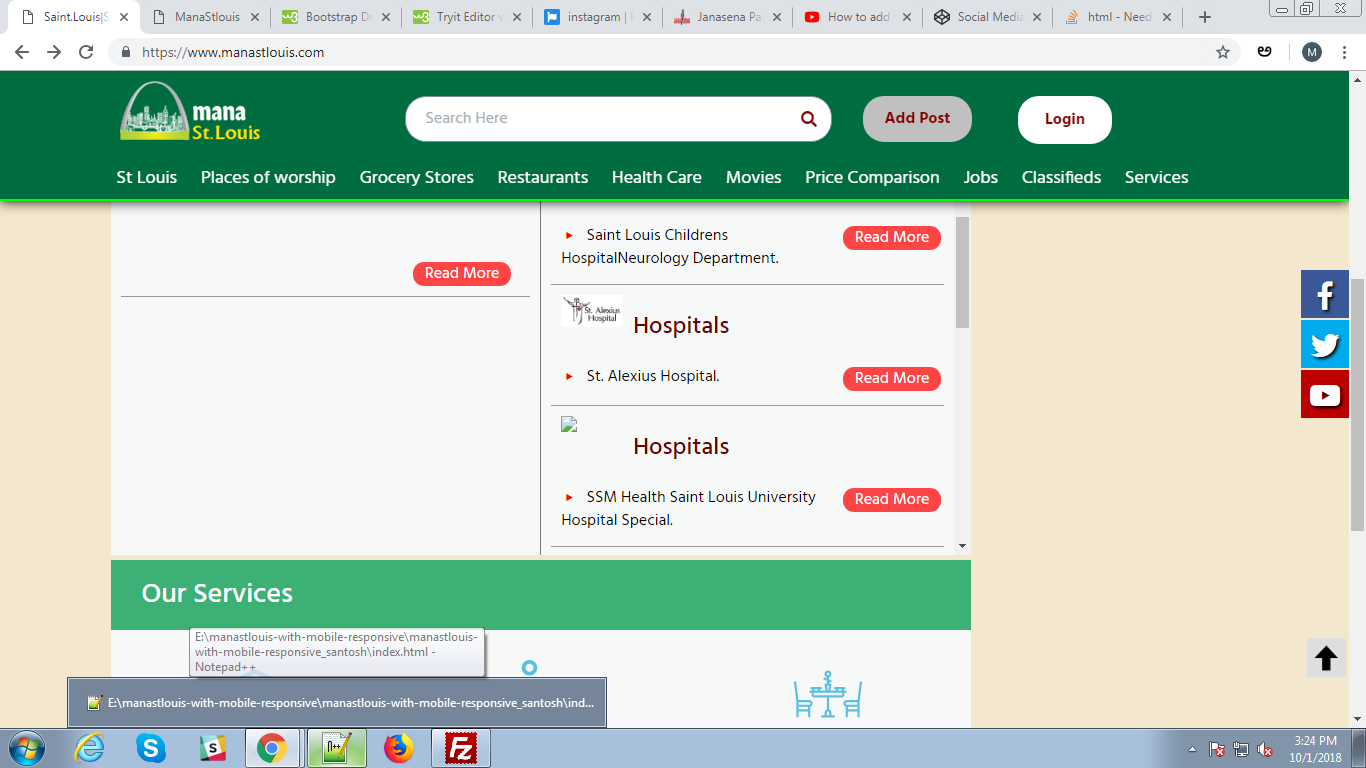 Saint.Louis|S
ManaStlouis
Bootstrap Dr
Tryit Editor v
instagram | F
Janasena Pa
How to add
Social Media
html - Need
https://www.manastlouis.com
M
mana
St.Louis
Search Here
Add Post
Login
St Louis
Places of worship
Grocery Stores
Restaurants
Health Care
Movies
Price Comparison
Jobs
Classifieds
Services
Read More
Saint Louis Childrens
HospitalNeurology Department.
Read More
St. Alexius
Hospital
Hospitals
St. Alexius Hospital.
Read More
Hospitals
SSM Health Saint Louis University
Hospital Special.
Read More
Our Services
E:\manastlouis-with-mobile-responsive\manastlouis-
with-mobile-responsive_santosh\index.html -
Notepad++
E:\manastlouis-with-mobile-responsive\manastlouis-with-mobile-responsive_santosh\ind...
3:24 PM
10/1/2018